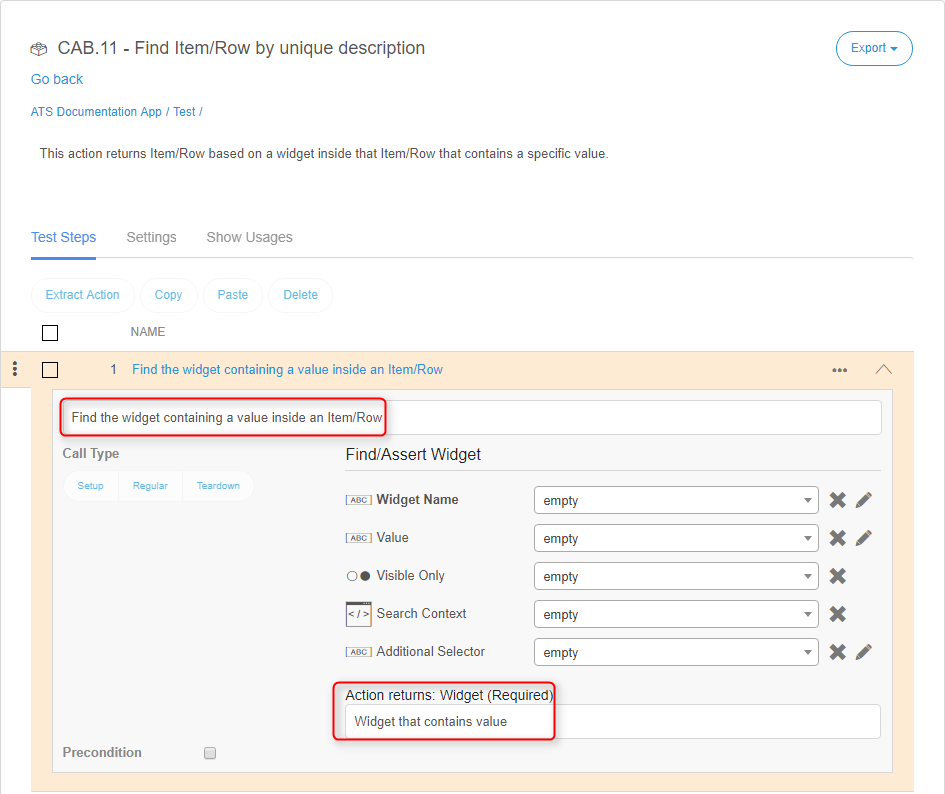 CAB.11 - Find Item/Row by unique description
Export
Go back
ATS Documentation App / Test /
This action returns Item/Row based on a widget inside that Item/Row that contains a specific value.
Test Steps Settings Show Usages
Extract Action Copy Paste Delete
NAME
1 Find the widget containing a value inside an Item/Row
Find the widget containing a value inside an Item/Row
Call Type
Setup Regular Teardown
Find/Assert Widget
ABC Widget Name empty
ABC Value empty
Visible Only empty
</> Search Context empty
ABC Additional Selector empty
Action returns: Widget (Required)
Widget that contains value
Precondition